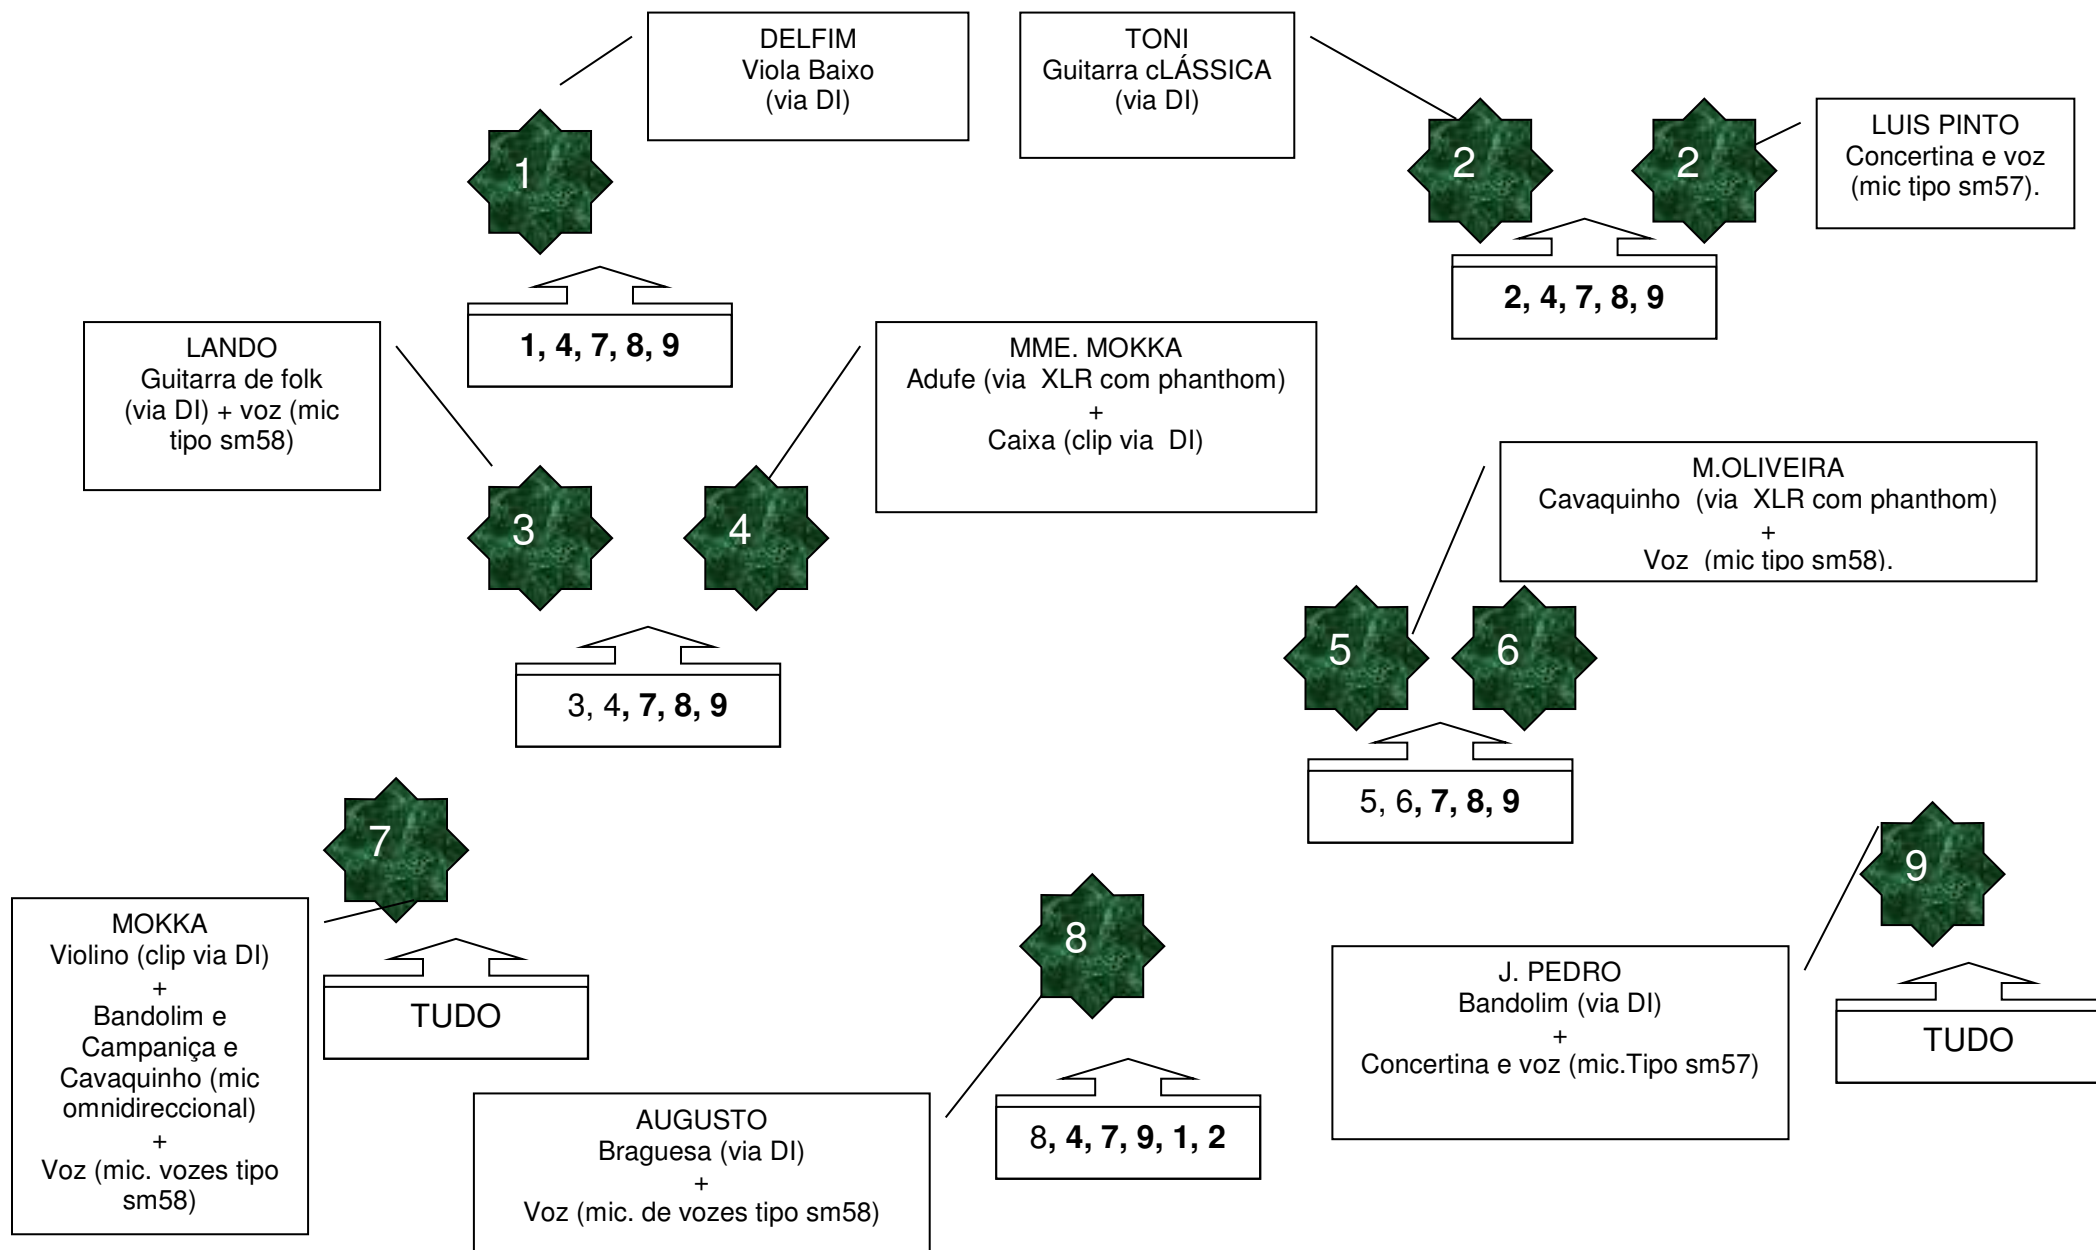 DELFIM
Viola Baixo
(via DI)
TONI
Guitarra cLÁSSICA
(via DI)
LUIS PINTO
Concertina e voz
(mic tipo sm57).
1
2
2
1, 4, 7, 8, 9
2, 4, 7, 8, 9
LANDO
Guitarra de folk
(via DI) + voz (mic
tipo sm58)
MME. MOKKA
Adufe (via XLR com phanthom)
+
Caixa (clip via DI)
M.OLIVEIRA
Cavaquinho (via XLR com phanthom)
+
Voz (mic tipo sm58).
3
4
5
6
3, 4, 7, 8, 9
5, 6, 7, 8, 9
7
8
9
MOKKA
Violino (clip via DI)
+
Bandolim e
Campaniça e
Cavaquinho (mic
omnidireccional)
+
Voz (mic. vozes tipo
sm58)
TUDO
AUGUSTO
Braguesa (via DI)
+
Voz (mic. de vozes tipo sm58)
8, 4, 7, 9, 1, 2
J. PEDRO
Bandolim (via DI)
+
Concertina e voz (mic.Tipo sm57)
TUDO